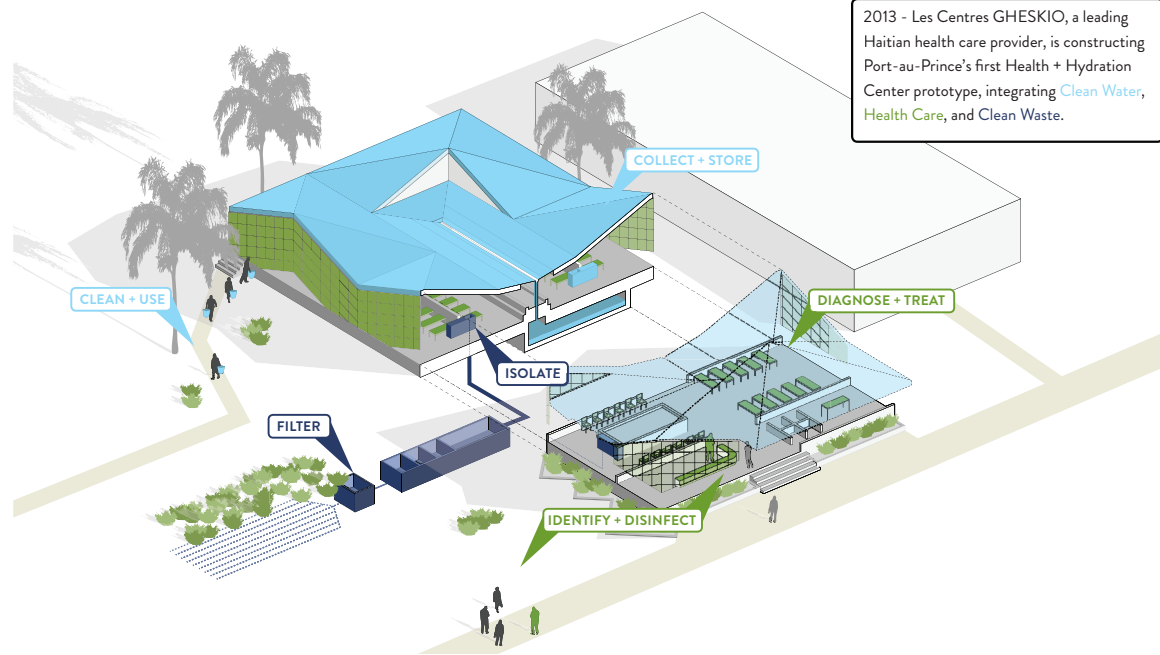 2013 - Les Centres GHESKIO, a leading
Haitian health care provider, is constructing
Port-au-Prince's first Health + Hydration
Center prototype, integrating Clean Water,
Health Care, and Clean Waste.
COLLECT + STORE
CLEAN + USE
DIAGNOSE + TREAT
ISOLATE
FILTER
IDENTIFY + DISINFECT